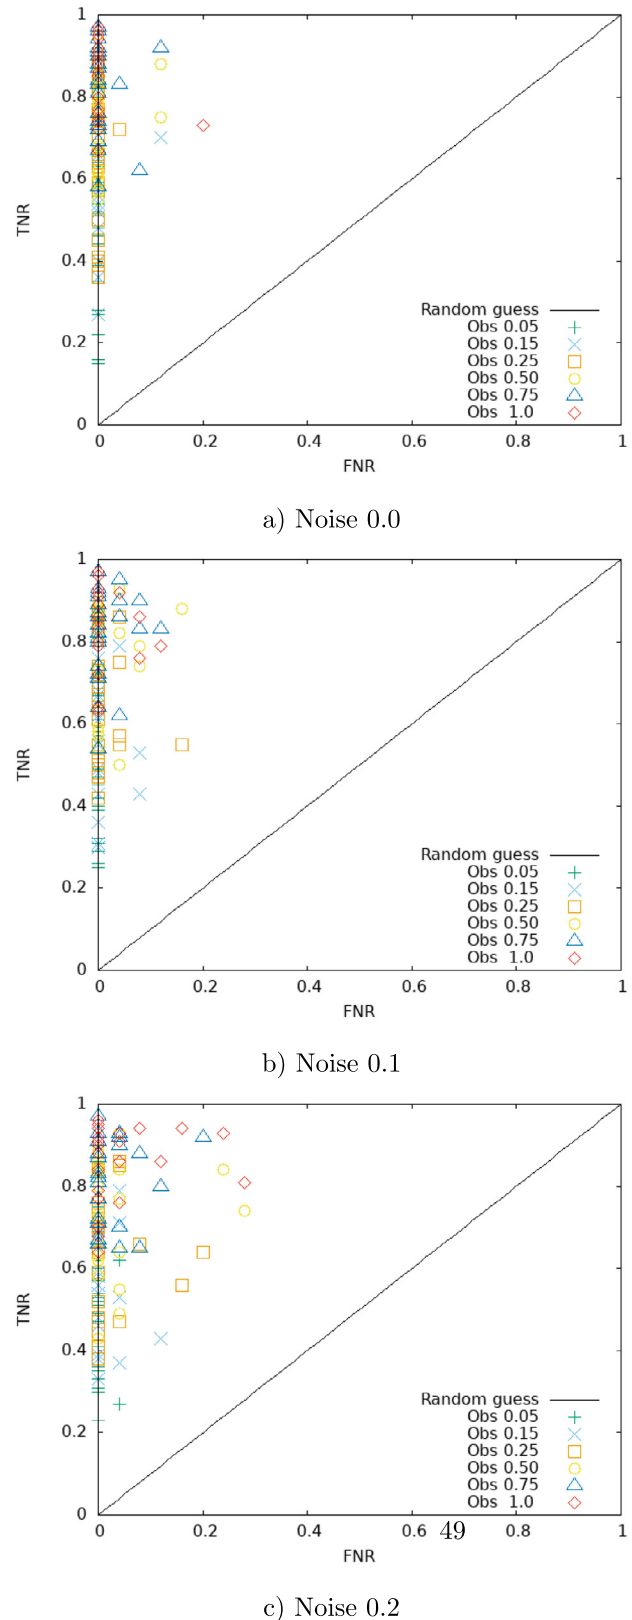 1
0.8
0.6
TNR
0.4
Random guess
Obs 0.05
Obs 0.15
0.2
Obs 0.25
Obs 0.50
Obs 0.75
Obs 1.0
0
0 0.2 0.4 0.6 0.8 1
FNR
a) Noise 0.0
1
0.8
0.6
TNR
0.4
Random guess
Obs 0.05
0.2
Obs 0.15
Obs 0.25
Obs 0.50
Obs 0.75
Obs 1.0
0
0 0.2 0.4 0.6 0.8 1
FNR
b) Noise 0.1
1
0.8
0.6
TNR
0.4
Random guess
Obs 0.05
0.2
Obs 0.15
Obs 0.25
Obs 0.50
Obs 0.75
Obs 1.0
0
0 0.2 0.4 0.6 49 0.8 1
FNR
c) Noise 0.2